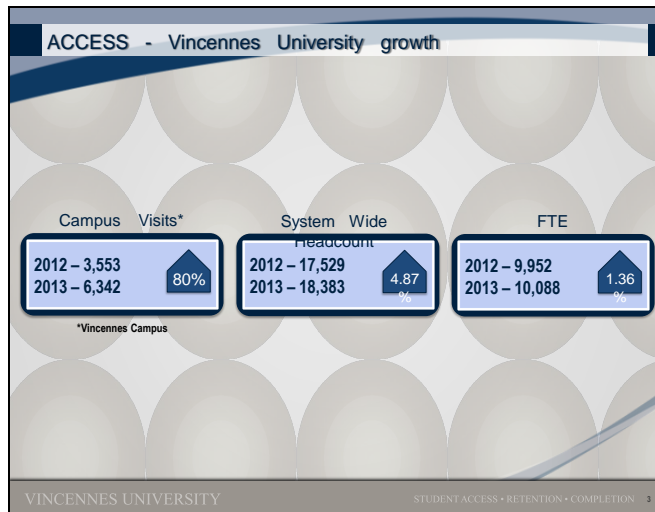 ACCESS - Vincennes University growth
Campus Visits*
2012 – 3,553
2013 – 6,342
80%
*Vincennes Campus
System Wide
Headcount
2012 – 17,529
2013 – 18,383
4.87
%
FTE
2012 – 9,952
2013 – 10,088
1.36
%
VINCENNES UNIVERSITY
STUDENT ACCESS • RETENTION • COMPLETION 3